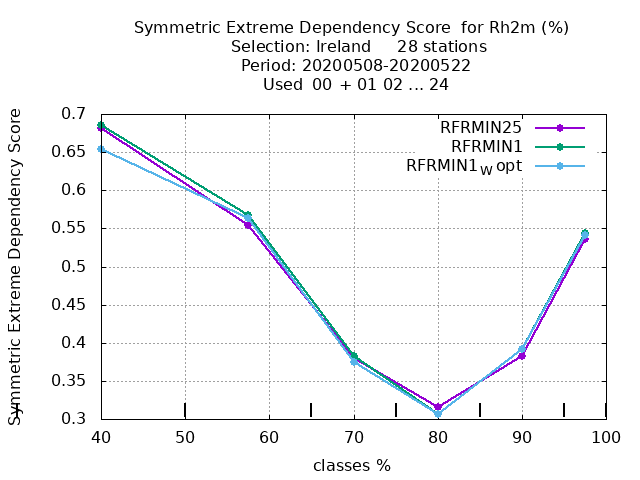 Symmetric Extreme Dependency Score for Rh2m (%)
Selection: Ireland 28 stations
Period: 20200508-20200522
Used 00 + 01 02 ... 24
Symmetric Extreme Dependency Score
0.7
0.65
0.6
0.55
0.5
0.45
0.4
0.35
0.3
RFRMIN25
RFRMIN1
RFRMIN1W opt
40 50 60 70 80 90 100
classes %